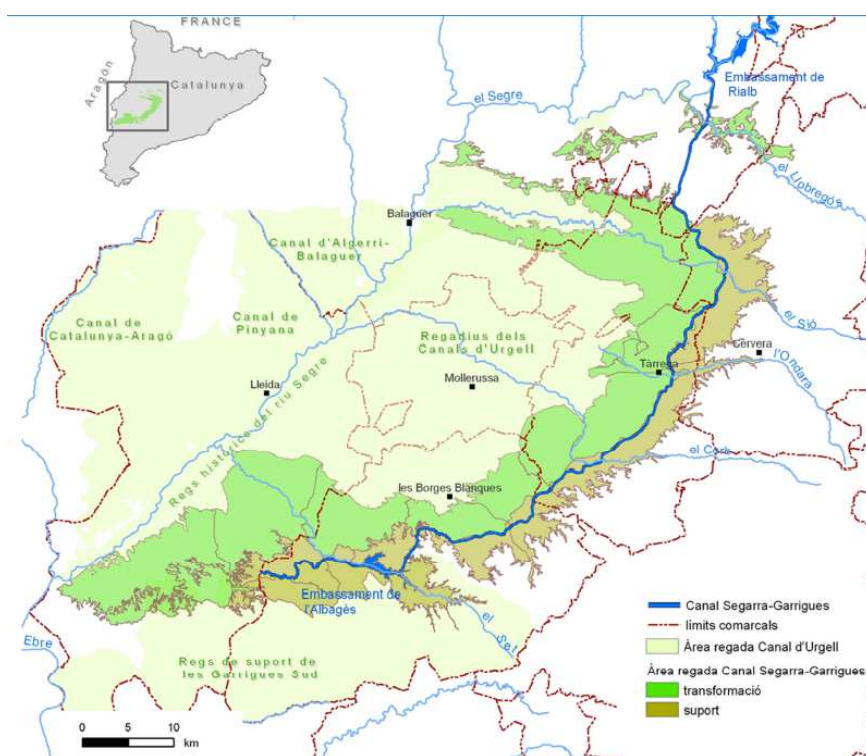 FRANCE
Aragón
Catalunya
Embassament de
Rialb
el Segre
el Llobregós
Balaguer
Canal d'Algerri-
Balaguer
Canal de
Catalunya-Aragó
Canal de
Pinyana
Regadius dels
Canals d'Urgell
el Sió
Cervera
l'Ondara
Tàrrega
Lleida
Mollerussa
Regs històrics del riu Segre
el Corb
les Borges Blanques
Embassament de
l'Albagés
el Set
Ebre
Regs de suport de
les Garrigues Sud
0 5 10
km
Canal Segarra-Garrigues
límits comarcals
Àrea regada Canal d'Urgell
Àrea regada Canal Segarra-Garrigues
transformació
suport